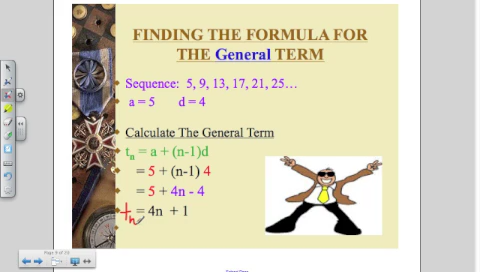 FINDING THE FORMULA FOR
THE General TERM
Sequence: 5, 9, 13, 17, 21, 25…
a = 5 d = 4
Calculate The General Term
tn = a + (n-1)d
= 5 + (n-1) 4
= 5 + 4n - 4
tn = 4n + 1